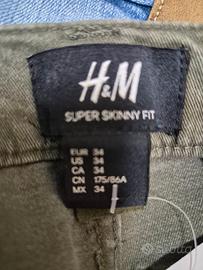 H&M
SUPER SKINNY FIT
EUR 34
US 34
CA 34
CN 175/86A
MX 34